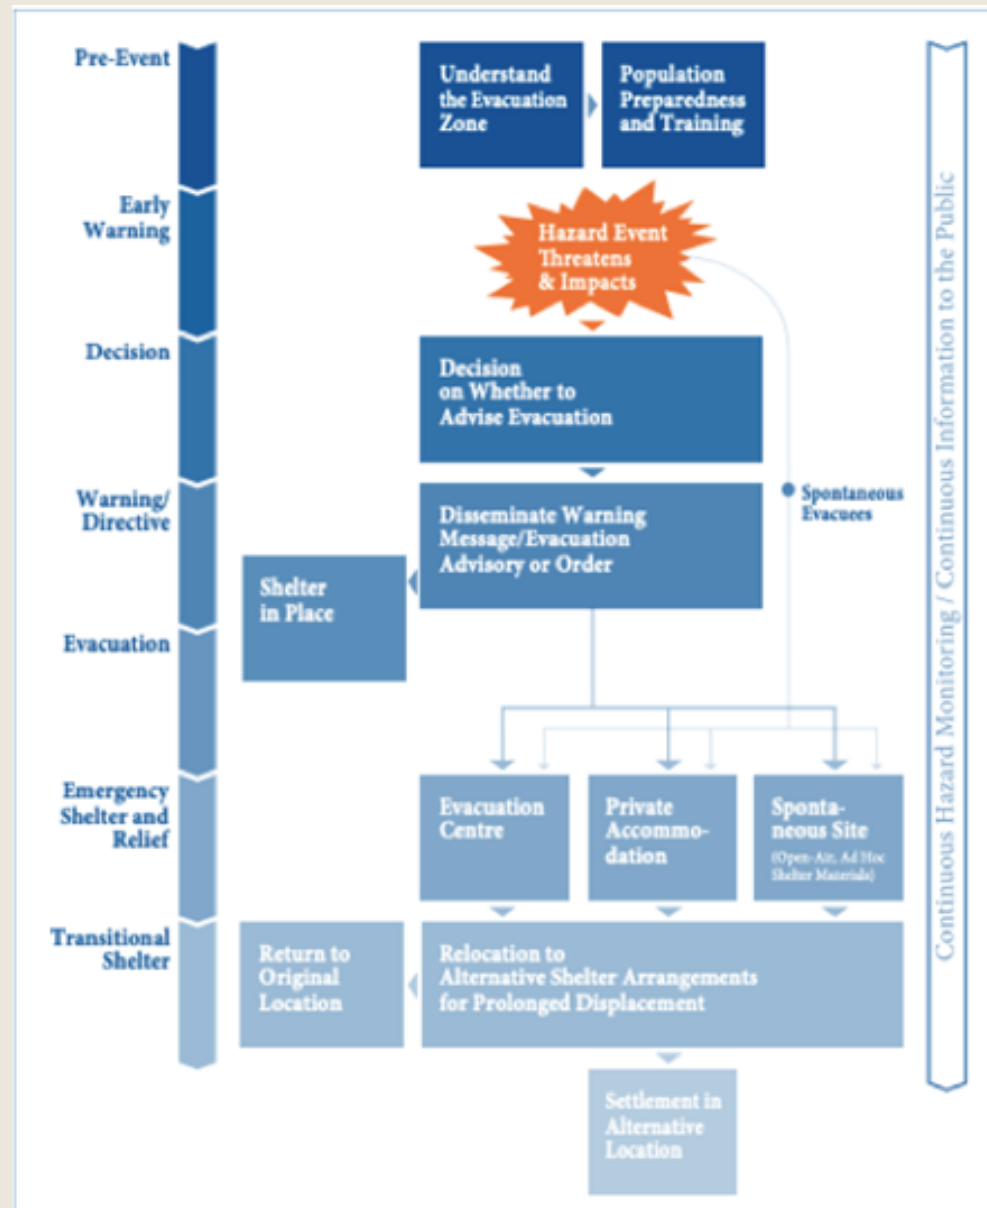 Pre-Event
Understand
the Evacuation
Zone
Population
Preparedness
and Training
Early
Warning
Hazard Event
Threatens
& Impacts
Decision
Decision
on Whether to
Advise Evacuation
Warning/
Directive
Disseminate Warning
Message/Evacuation
Advisory or Order
Spontaneous
Evacuees
Shelter
in Place
Evacuation
Emergency
Shelter and
Relief
Evacuation
Centre
Private
Accommo-
dation
Sponta-
neous Site
(Open-Air, Ad Hoc
Shelter Materials)
Transitional
Shelter
Return to
Original
Location
Relocation to
Alternative Shelter Arrangements
for Prolonged Displacement
Settlement in
Alternative
Location
Continuous Hazard Monitoring / Continuous Information to the Public